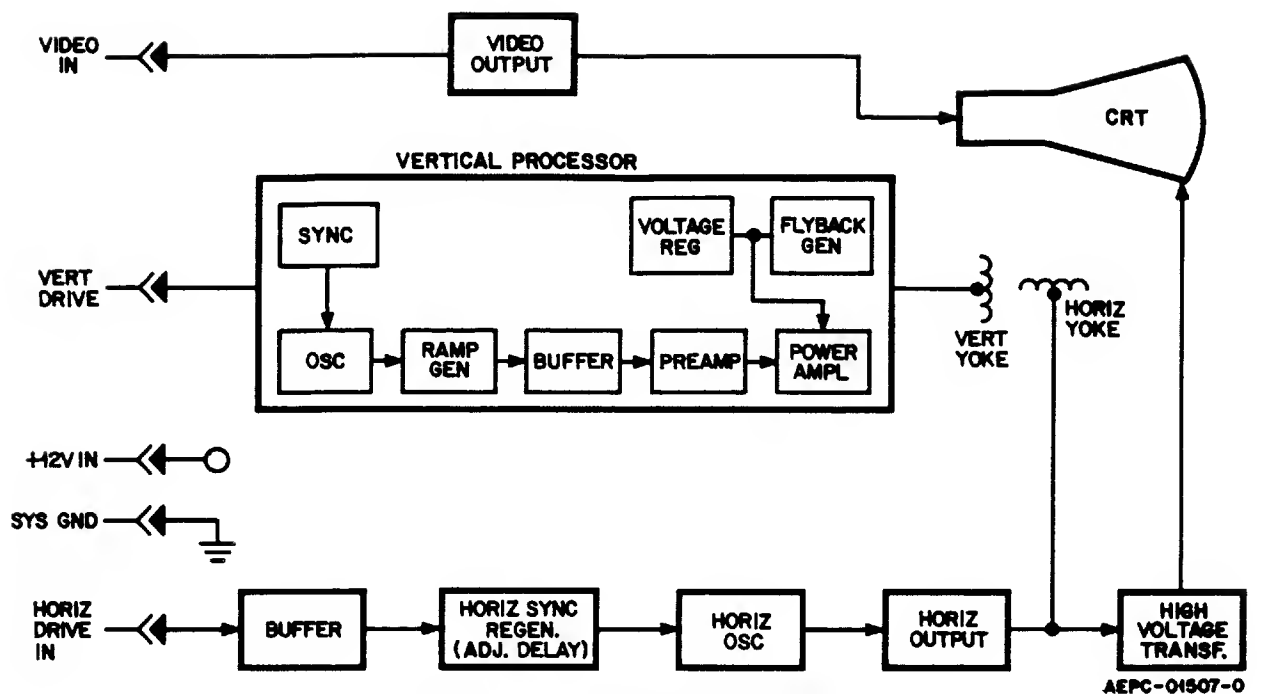 VIDEO
IN
VIDEO
OUTPUT
CRT
VERTICAL PROCESSOR
SYNC
VOLTAGE
REG
FLYBACK
GEN
VERT
DRIVE
OSC
RAMP
GEN
BUFFER
PREAMP
POWER
AMPL
VERT
YOKE
HORIZ
YOKE
+12V IN
SYS GND
HORIZ
DRIVE
IN
BUFFER
HORIZ SYNC
REGEN.
(ADJ. DELAY)
HORIZ
OSC
HORIZ
OUTPUT
HIGH
VOLTAGE
TRANSF.
AEPC-01507-0